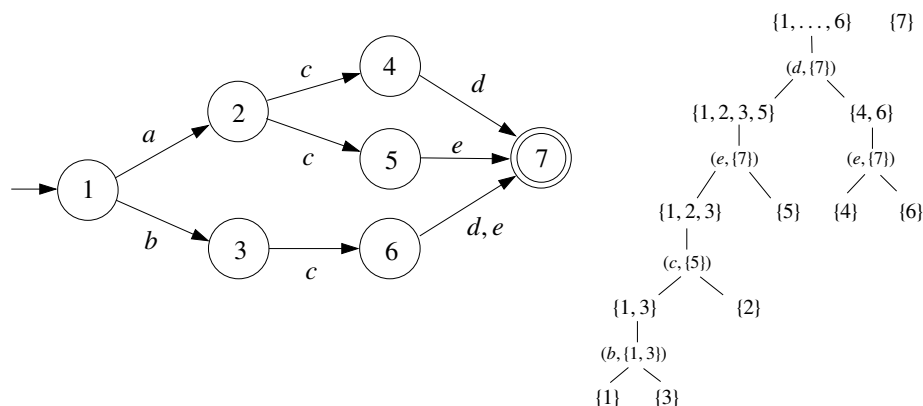 a
b
c
c
c
d
e
d, e
1
2
3
4
5
6
7
{1, . . . , 6} {7}
(d, {7})
{1, 2, 3, 5} {4, 6}
(e, {7}) (e, {7})
{1, 2, 3} {5} {4} {6}
(c, {5})
{1, 3} {2}
(b, {1, 3})
{1} {3}